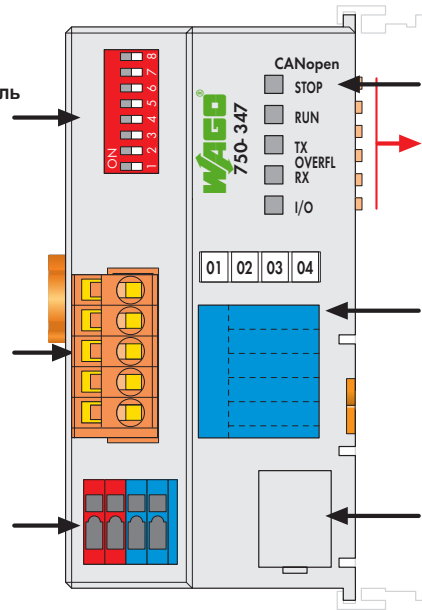 ль
ON
1 2 3 4 5 6 7 8
WAGO
750-347
CANopen
STOP
RUN
TX
OVERFL
RX
I/O
01 02 03 04